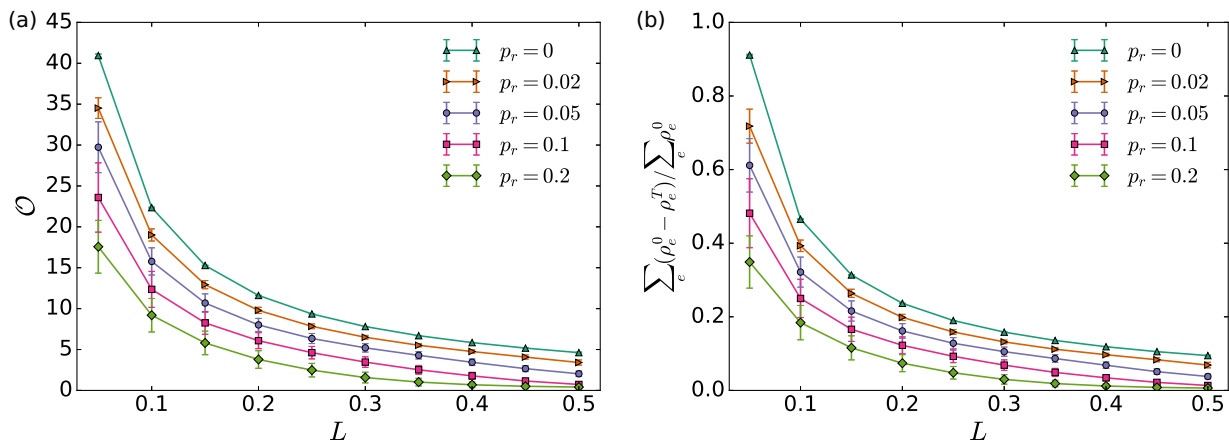 (a)
45
40
35
30
25
20
15
10
5
0
𝒪
0.1 0.2 0.3 0.4 0.5
L
p_r = 0
p_r = 0.02
p_r = 0.05
p_r = 0.1
p_r = 0.2
(b)
1.0
0.8
0.6
0.4
0.2
0.0
∑_e (ρ_e^0 − ρ_e^T) / ∑_e ρ_e^0
0.1 0.2 0.3 0.4 0.5
L
p_r = 0
p_r = 0.02
p_r = 0.05
p_r = 0.1
p_r = 0.2